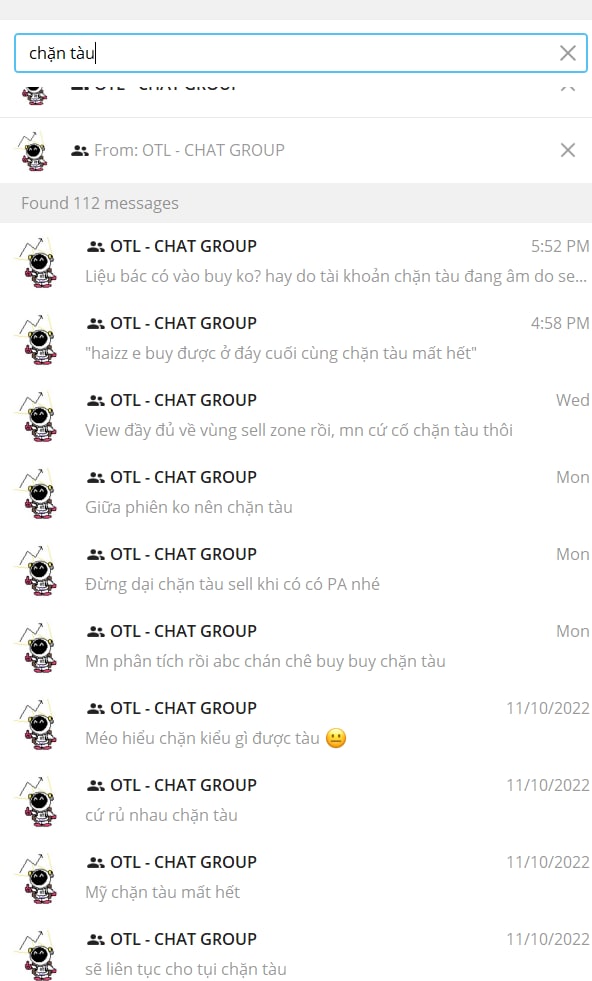 chặn tàu
OTL - CHAT GROUP
From: OTL - CHAT GROUP
Found 112 messages
OTL - CHAT GROUP 5:52 PM
Liệu bác có vào buy ko? hay do tài khoản chặn tàu đang âm do se...
OTL - CHAT GROUP 4:58 PM
"haizz e buy được ở đáy cuối cùng chặn tàu mất hết"
OTL - CHAT GROUP Wed
View đầy đủ về vùng sell zone rồi, mn cứ cố chặn tàu thôi
OTL - CHAT GROUP Mon
Giữa phiên ko nên chặn tàu
OTL - CHAT GROUP Mon
Đừng dại chặn tàu sell khi có có PA nhé
OTL - CHAT GROUP Mon
Mn phân tích rồi abc chán chê buy buy chặn tàu
OTL - CHAT GROUP 11/10/2022
Méo hiểu chặn kiểu gì được tàu 😐
OTL - CHAT GROUP 11/10/2022
cứ rủ nhau chặn tàu
OTL - CHAT GROUP 11/10/2022
Mỹ chặn tàu mất hết
OTL - CHAT GROUP 11/10/2022
sẽ liên tục cho tụi chặn tàu